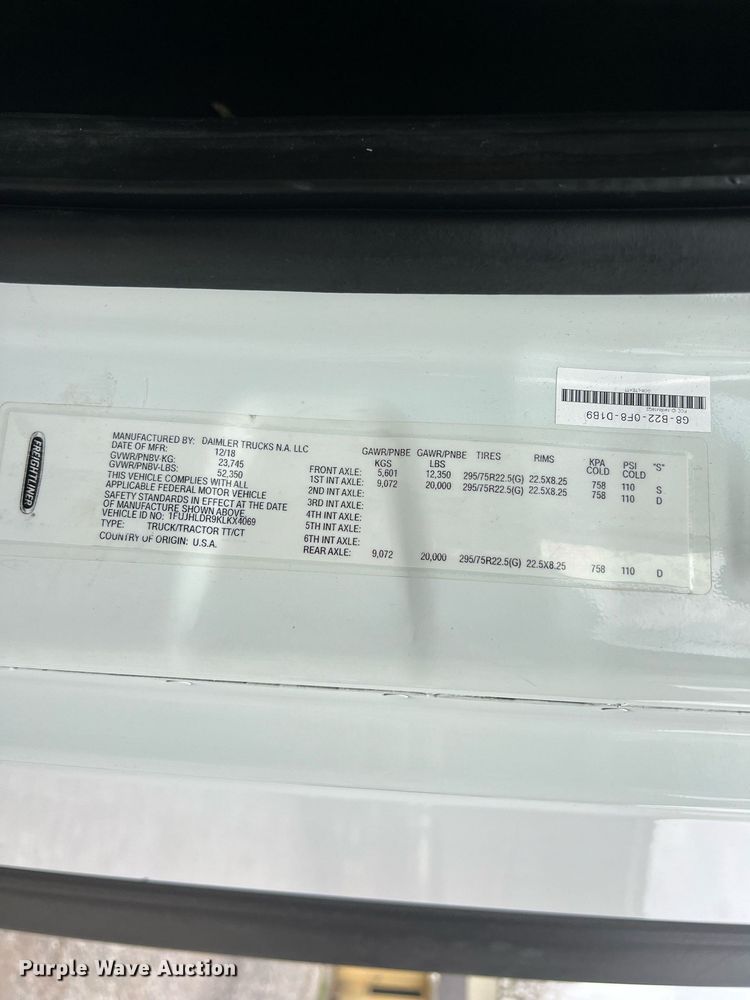 G8-B22-0F8-D1B9
FREIGHTLINER
MANUFACTURED BY: DAIMLER TRUCKS N.A. LLC
DATE OF MFR: 12/18
GVWR/PNBV-KG: 23,745
GVWR/PNBV-LBS: 52,350
THIS VEHICLE COMPLIES WITH ALL
APPLICABLE FEDERAL MOTOR VEHICLE
SAFETY STANDARDS IN EFFECT AT THE DATE
OF MANUFACTURE SHOWN ABOVE.
VEHICLE ID NO: 1FUJHLDR9KLKX4069
TYPE: TRUCK/TRACTOR TT/CT
COUNTRY OF ORIGIN: U.S.A.
GAWR/PNBE GAWR/PNBE TIRES RIMS KPA PSI "S"
KGS LBS COLD COLD
FRONT AXLE: 5,601 12,350 295/75R22.5(G) 22.5X8.25 758 110 S
1ST INT AXLE: 9,072 20,000 295/75R22.5(G) 22.5X8.25 758 110 D
2ND INT AXLE:
3RD INT AXLE:
4TH INT AXLE:
5TH INT AXLE:
6TH INT AXLE:
REAR AXLE: 9,072 20,000 295/75R22.5(G) 22.5X8.25 758 110 D
Purple Wave Auction